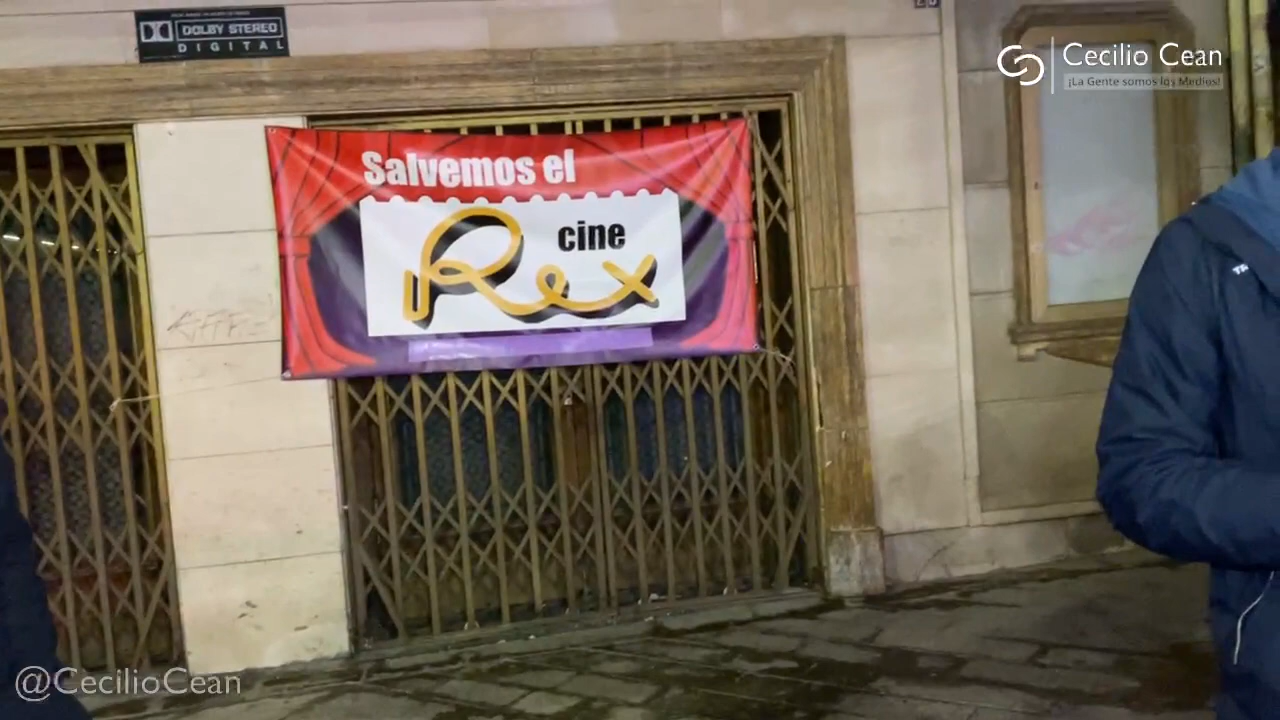 DOLBY STEREO
DIGITAL
Cecilio Cean
¡La Gente somos los Medios!
Salvemos el
cine
Rex
@CecilioCean